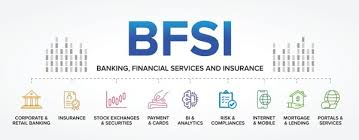 BFSI
BANKING, FINANCIAL SERVICES AND INSURANCE
CORPORATE &
RETAIL BANKING
INSURANCE
STOCK EXCHANGES
& SECURITIES
PAYMENT
& CARDS
BI &
ANALYTICS
RISK &
COMPLIANCES
INTERNET
& MOBILE
MORTGAGE
& LENDING
PORTALS &
SERVICES